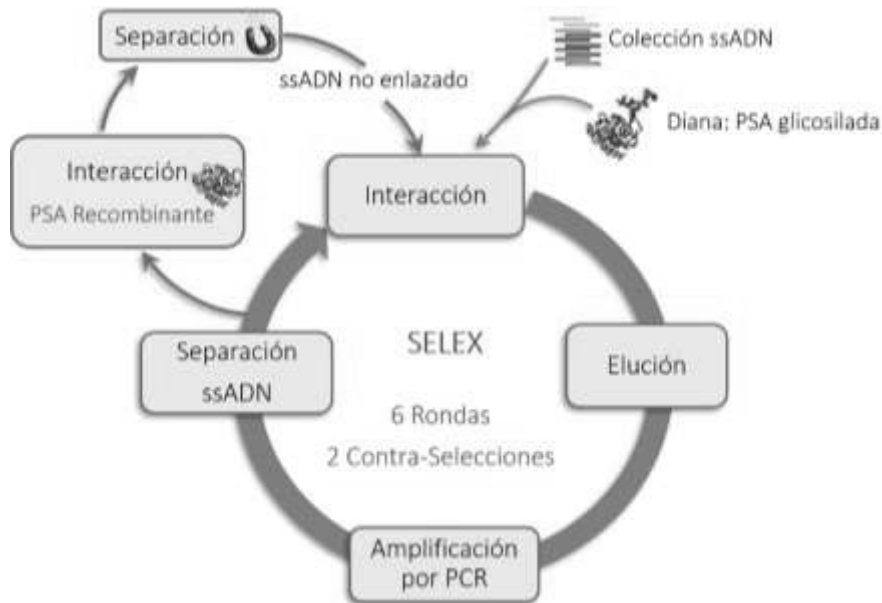 Separación
ssADN no enlazado
Colección ssADN
Diana: PSA glicosilada
Interacción
PSA Recombinante
Interacción
Separación
ssADN
SELEX
6 Rondas
2 Contra-Selecciones
Elución
Amplificación
por PCR